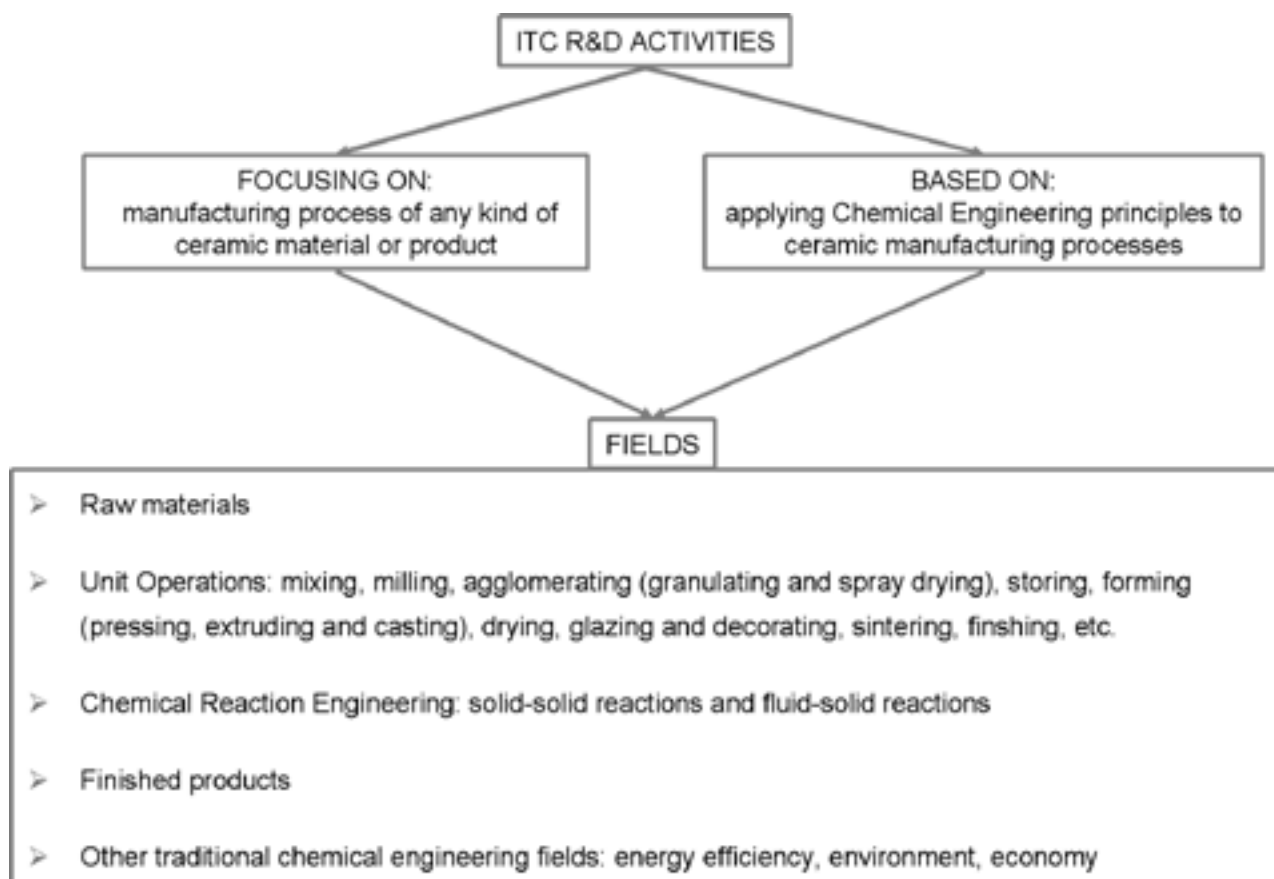 ITC R&D ACTIVITIES
FOCUSING ON:
manufacturing process of any kind of
ceramic material or product
BASED ON:
applying Chemical Engineering principles to
ceramic manufacturing processes
FIELDS
➢ Raw materials
➢ Unit Operations: mixing, milling, agglomerating (granulating and spray drying), storing, forming
(pressing, extruding and casting), drying, glazing and decorating, sintering, finshing, etc.
➢ Chemical Reaction Engineering: solid-solid reactions and fluid-solid reactions
➢ Finished products
➢ Other traditional chemical engineering fields: energy efficiency, environment, economy